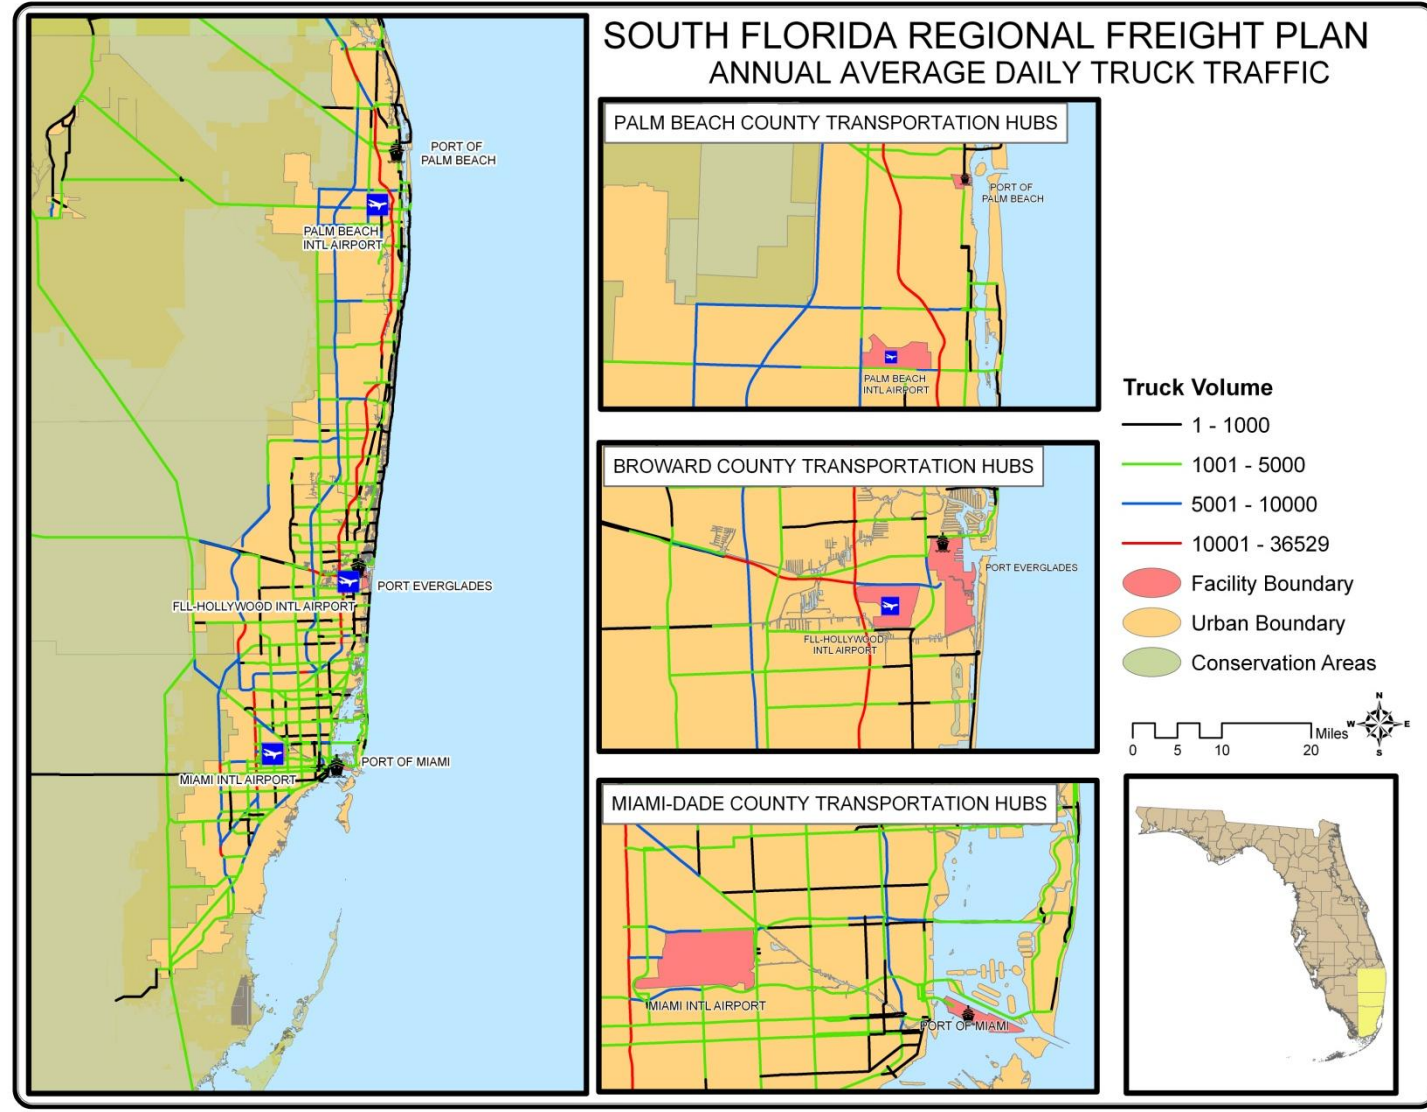 SOUTH FLORIDA REGIONAL FREIGHT PLAN
ANNUAL AVERAGE DAILY TRUCK TRAFFIC
PORT OF
PALM BEACH
PALM BEACH
INTL AIRPORT
PORT EVERGLADES
FLL-HOLLYWOOD INTL AIRPORT
PORT OF MIAMI
MIAMI INTL AIRPORT
PALM BEACH COUNTY TRANSPORTATION HUBS
PORT OF
PALM BEACH
PALM BEACH
INTL AIRPORT
BROWARD COUNTY TRANSPORTATION HUBS
PORT EVERGLADES
FLL-HOLLYWOOD
INTL AIRPORT
MIAMI-DADE COUNTY TRANSPORTATION HUBS
MIAMI INTL AIRPORT
PORT OF MIAMI
Truck Volume
1 - 1000
1001 - 5000
5001 - 10000
10001 - 36529
Facility Boundary
Urban Boundary
Conservation Areas
N
W E
S
Miles
0 5 10 20